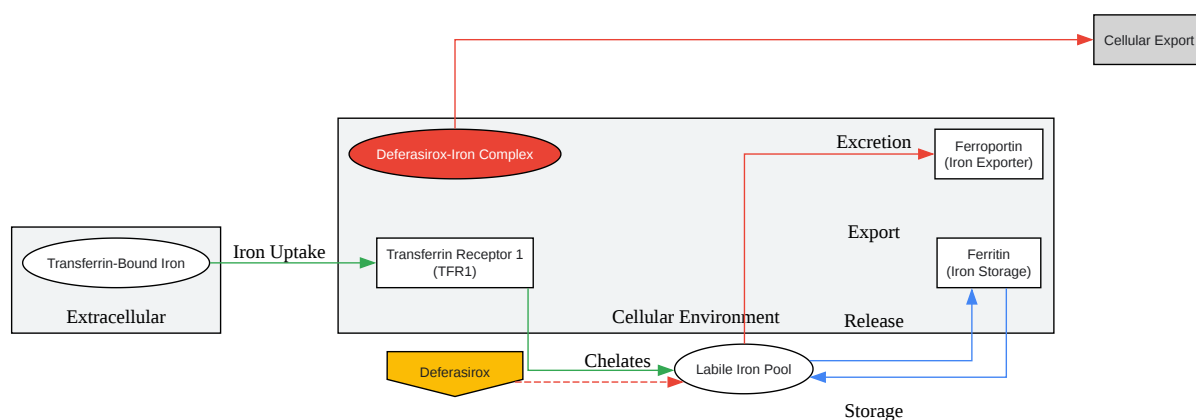 Cellular Export
Deferasirox-Iron Complex
Excretion
Ferroportin
(Iron Exporter)
Transferrin-Bound Iron
Iron Uptake
Transferrin Receptor 1
(TFR1)
Export
Ferritin
(Iron Storage)
Extracellular
Cellular Environment
Release
Deferasirox
Chelates
Labile Iron Pool
Storage